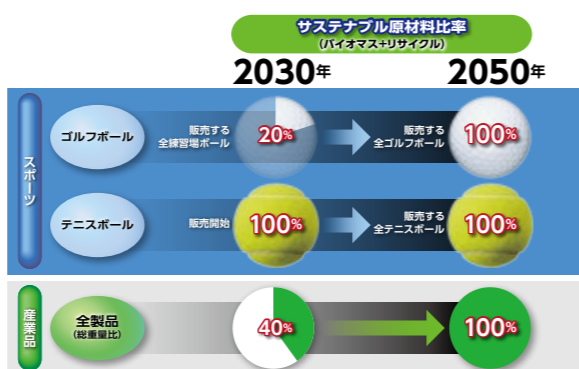 サステナブル原材料比率
(バイオマス+リサイクル)
2030年
2050年
スポーツ
ゴルフボール
販売する
全練習場ボール
20%
販売する
全ゴルフボール
100%
テニスボール
販売開始
100%
販売する
全テニスボール
100%
産業品
全製品
(総重量比)
40%
100%